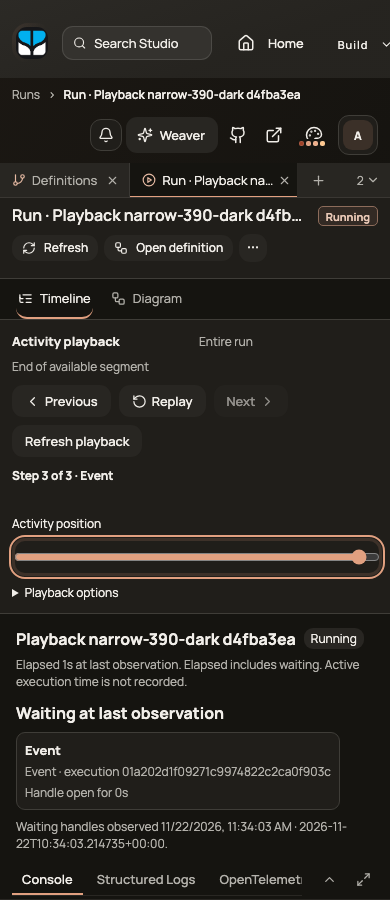 Search Studio
Home
Build
Runs > Run · Playback narrow-390-dark d4fba3ea
Weaver
A
Definitions
Run · Playback na...
2
Run · Playback narrow-390-dark d4fb...
Running
Refresh
Open definition
...
Timeline
Diagram
Activity playback
Entire run
End of available segment
Previous
Replay
Next
Refresh playback
Step 3 of 3 · Event
Activity position
Playback options
Playback narrow-390-dark d4fba3ea
Running
Elapsed 1s at last observation. Elapsed includes waiting. Active
execution time is not recorded.
Waiting at last observation
Event
Event · execution 01a202d1f09271c9974822c2ca0f903c
Handle open for 0s
Waiting handles observed 11/22/2026, 11:34:03 AM · 2026-11-
22T10:34:03.214735+00:00.
Console
Structured Logs
OpenTelemet